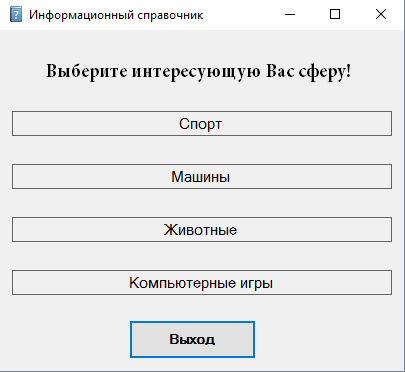 Информационный справочник
Выберите интересующую Вас сферу!
Спорт
Машины
Животные
Компьютерные игры
Выход